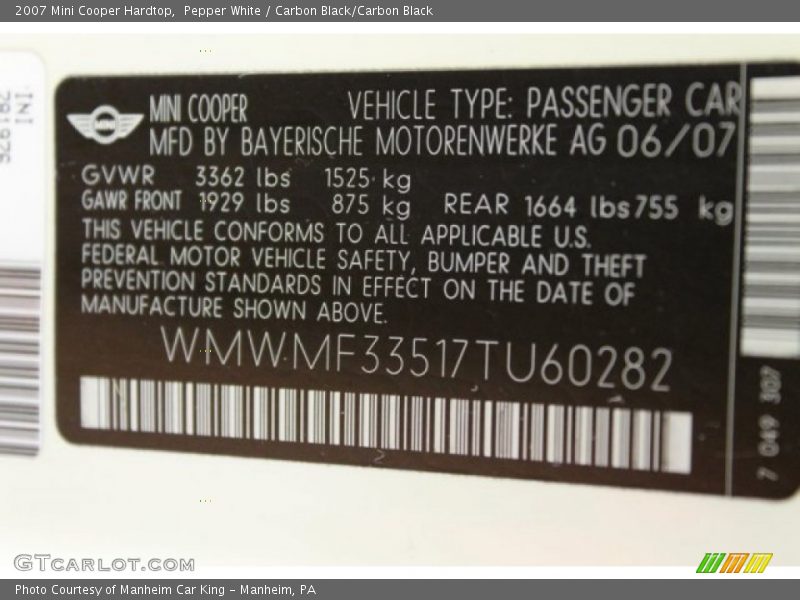 2007 Mini Cooper Hardtop,  Pepper White / Carbon Black/Carbon Black
INI
281976
MINI
MINI COOPER VEHICLE TYPE: PASSENGER CAR
MFD BY BAYERISCHE MOTORENWERKE AG 06/07
GVWR 3362 lbs 1525 kg
GAWR FRONT 1929 lbs 875 kg REAR 1664 lbs 755 kg
THIS VEHICLE CONFORMS TO ALL APPLICABLE U.S.
FEDERAL MOTOR VEHICLE SAFETY, BUMPER AND THEFT
PREVENTION STANDARDS IN EFFECT ON THE DATE OF
MANUFACTURE SHOWN ABOVE.
WMWMF33517TU60282
7 049 307
GTCARLOT.COM
Photo Courtesy of Manheim Car King - Manheim, PA